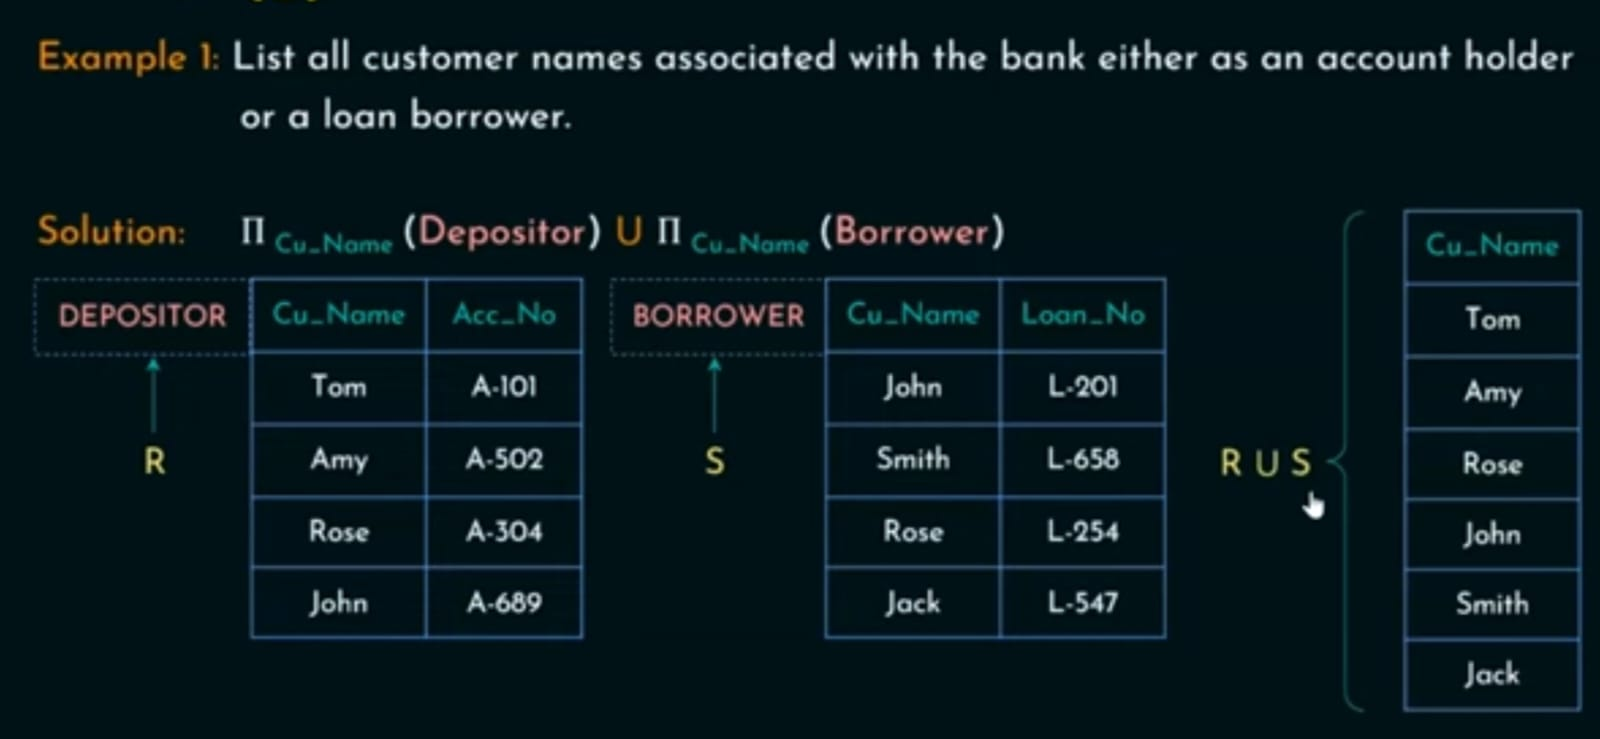 Example 1: List all customer names associated with the bank either as an account holder
or a loan borrower.
Solution: Π Cu_Name (Depositor) ∪ Π Cu_Name (Borrower)
DEPOSITOR Cu_Name Acc_No
Tom A-101
Amy A-502
Rose A-304
John A-689
R
BORROWER Cu_Name Loan_No
John L-201
Smith L-658
Rose L-254
Jack L-547
S
R ∪ S
Cu_Name
Tom
Amy
Rose
John
Smith
Jack